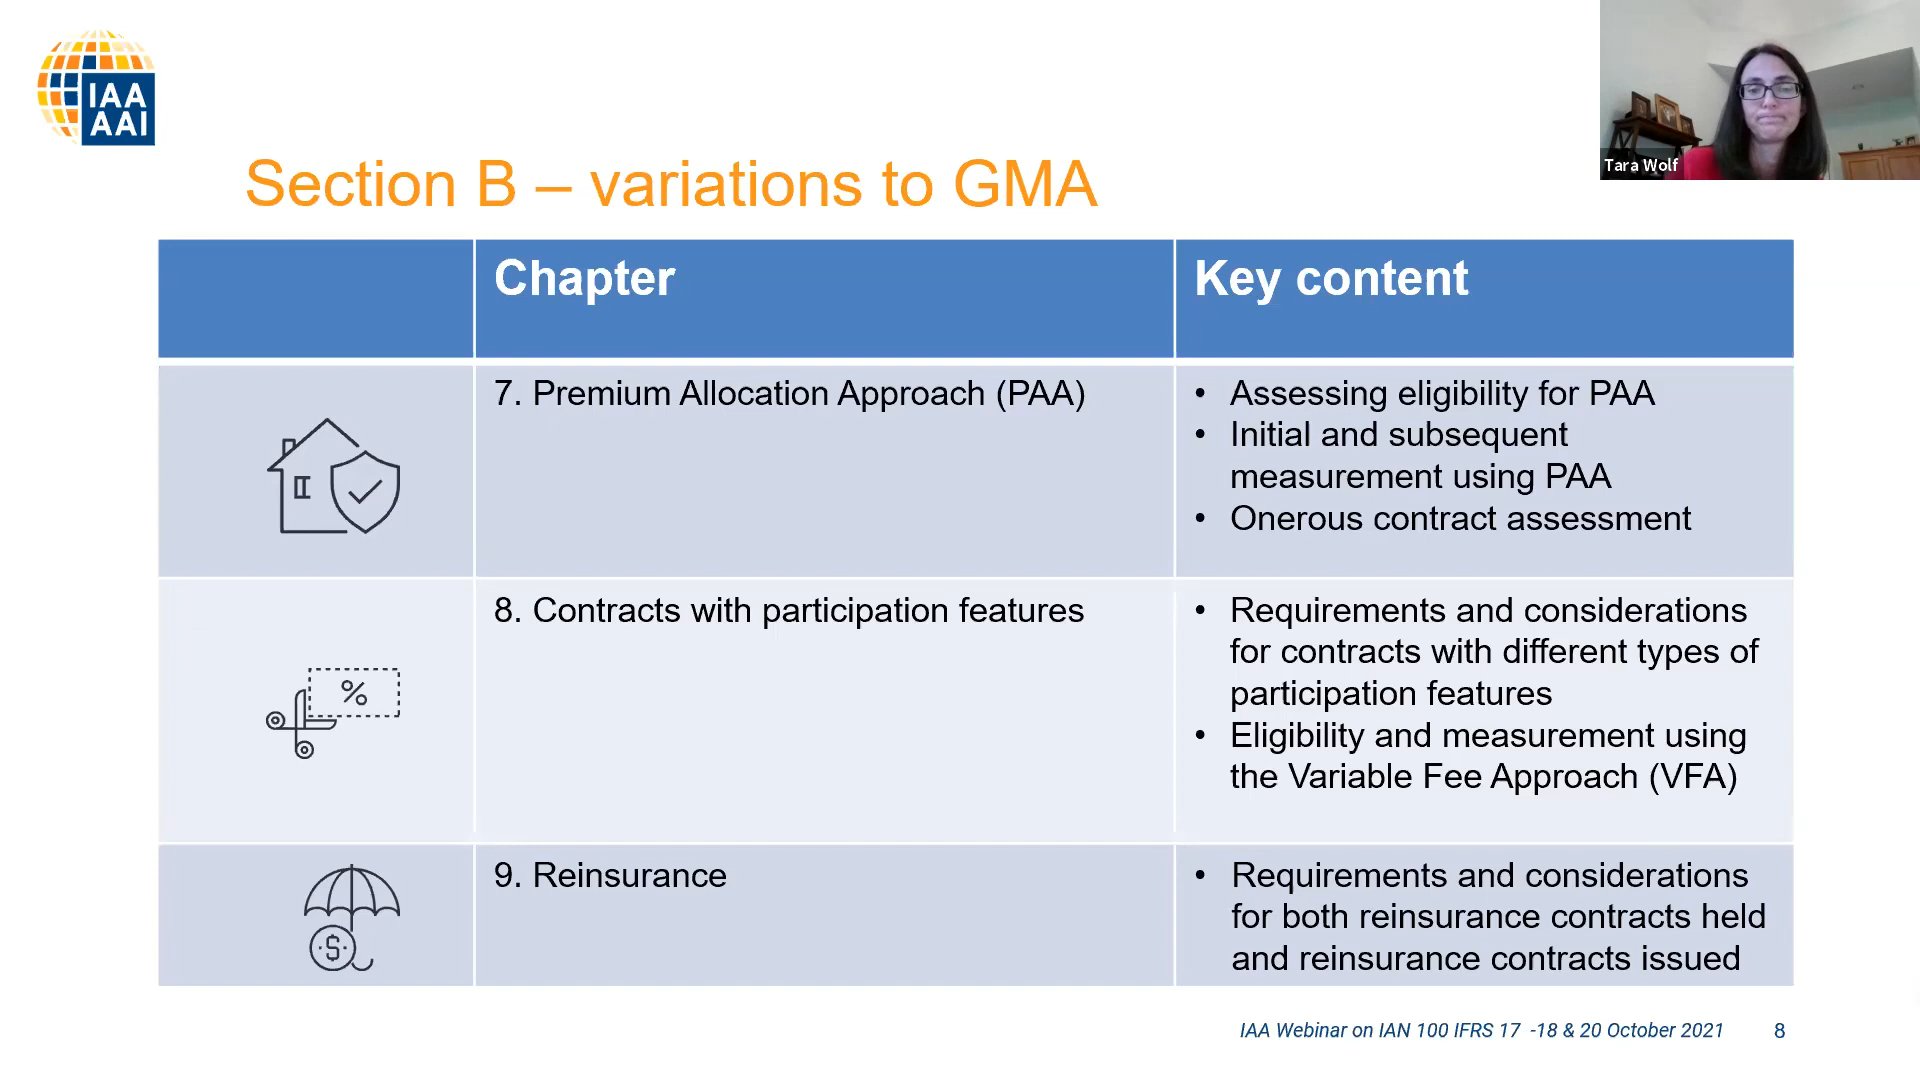 IAA
AAI
Tara Wolf
Section B – variations to GMA
Chapter
Key content
7. Premium Allocation Approach (PAA)
• Assessing eligibility for PAA
• Initial and subsequent
measurement using PAA
• Onerous contract assessment
%
8. Contracts with participation features
• Requirements and considerations
for contracts with different types of
participation features
• Eligibility and measurement using
the Variable Fee Approach (VFA)
$
9. Reinsurance
• Requirements and considerations
for both reinsurance contracts held
and reinsurance contracts issued
IAA Webinar on IAN 100 IFRS 17 -18 & 20 October 2021
8